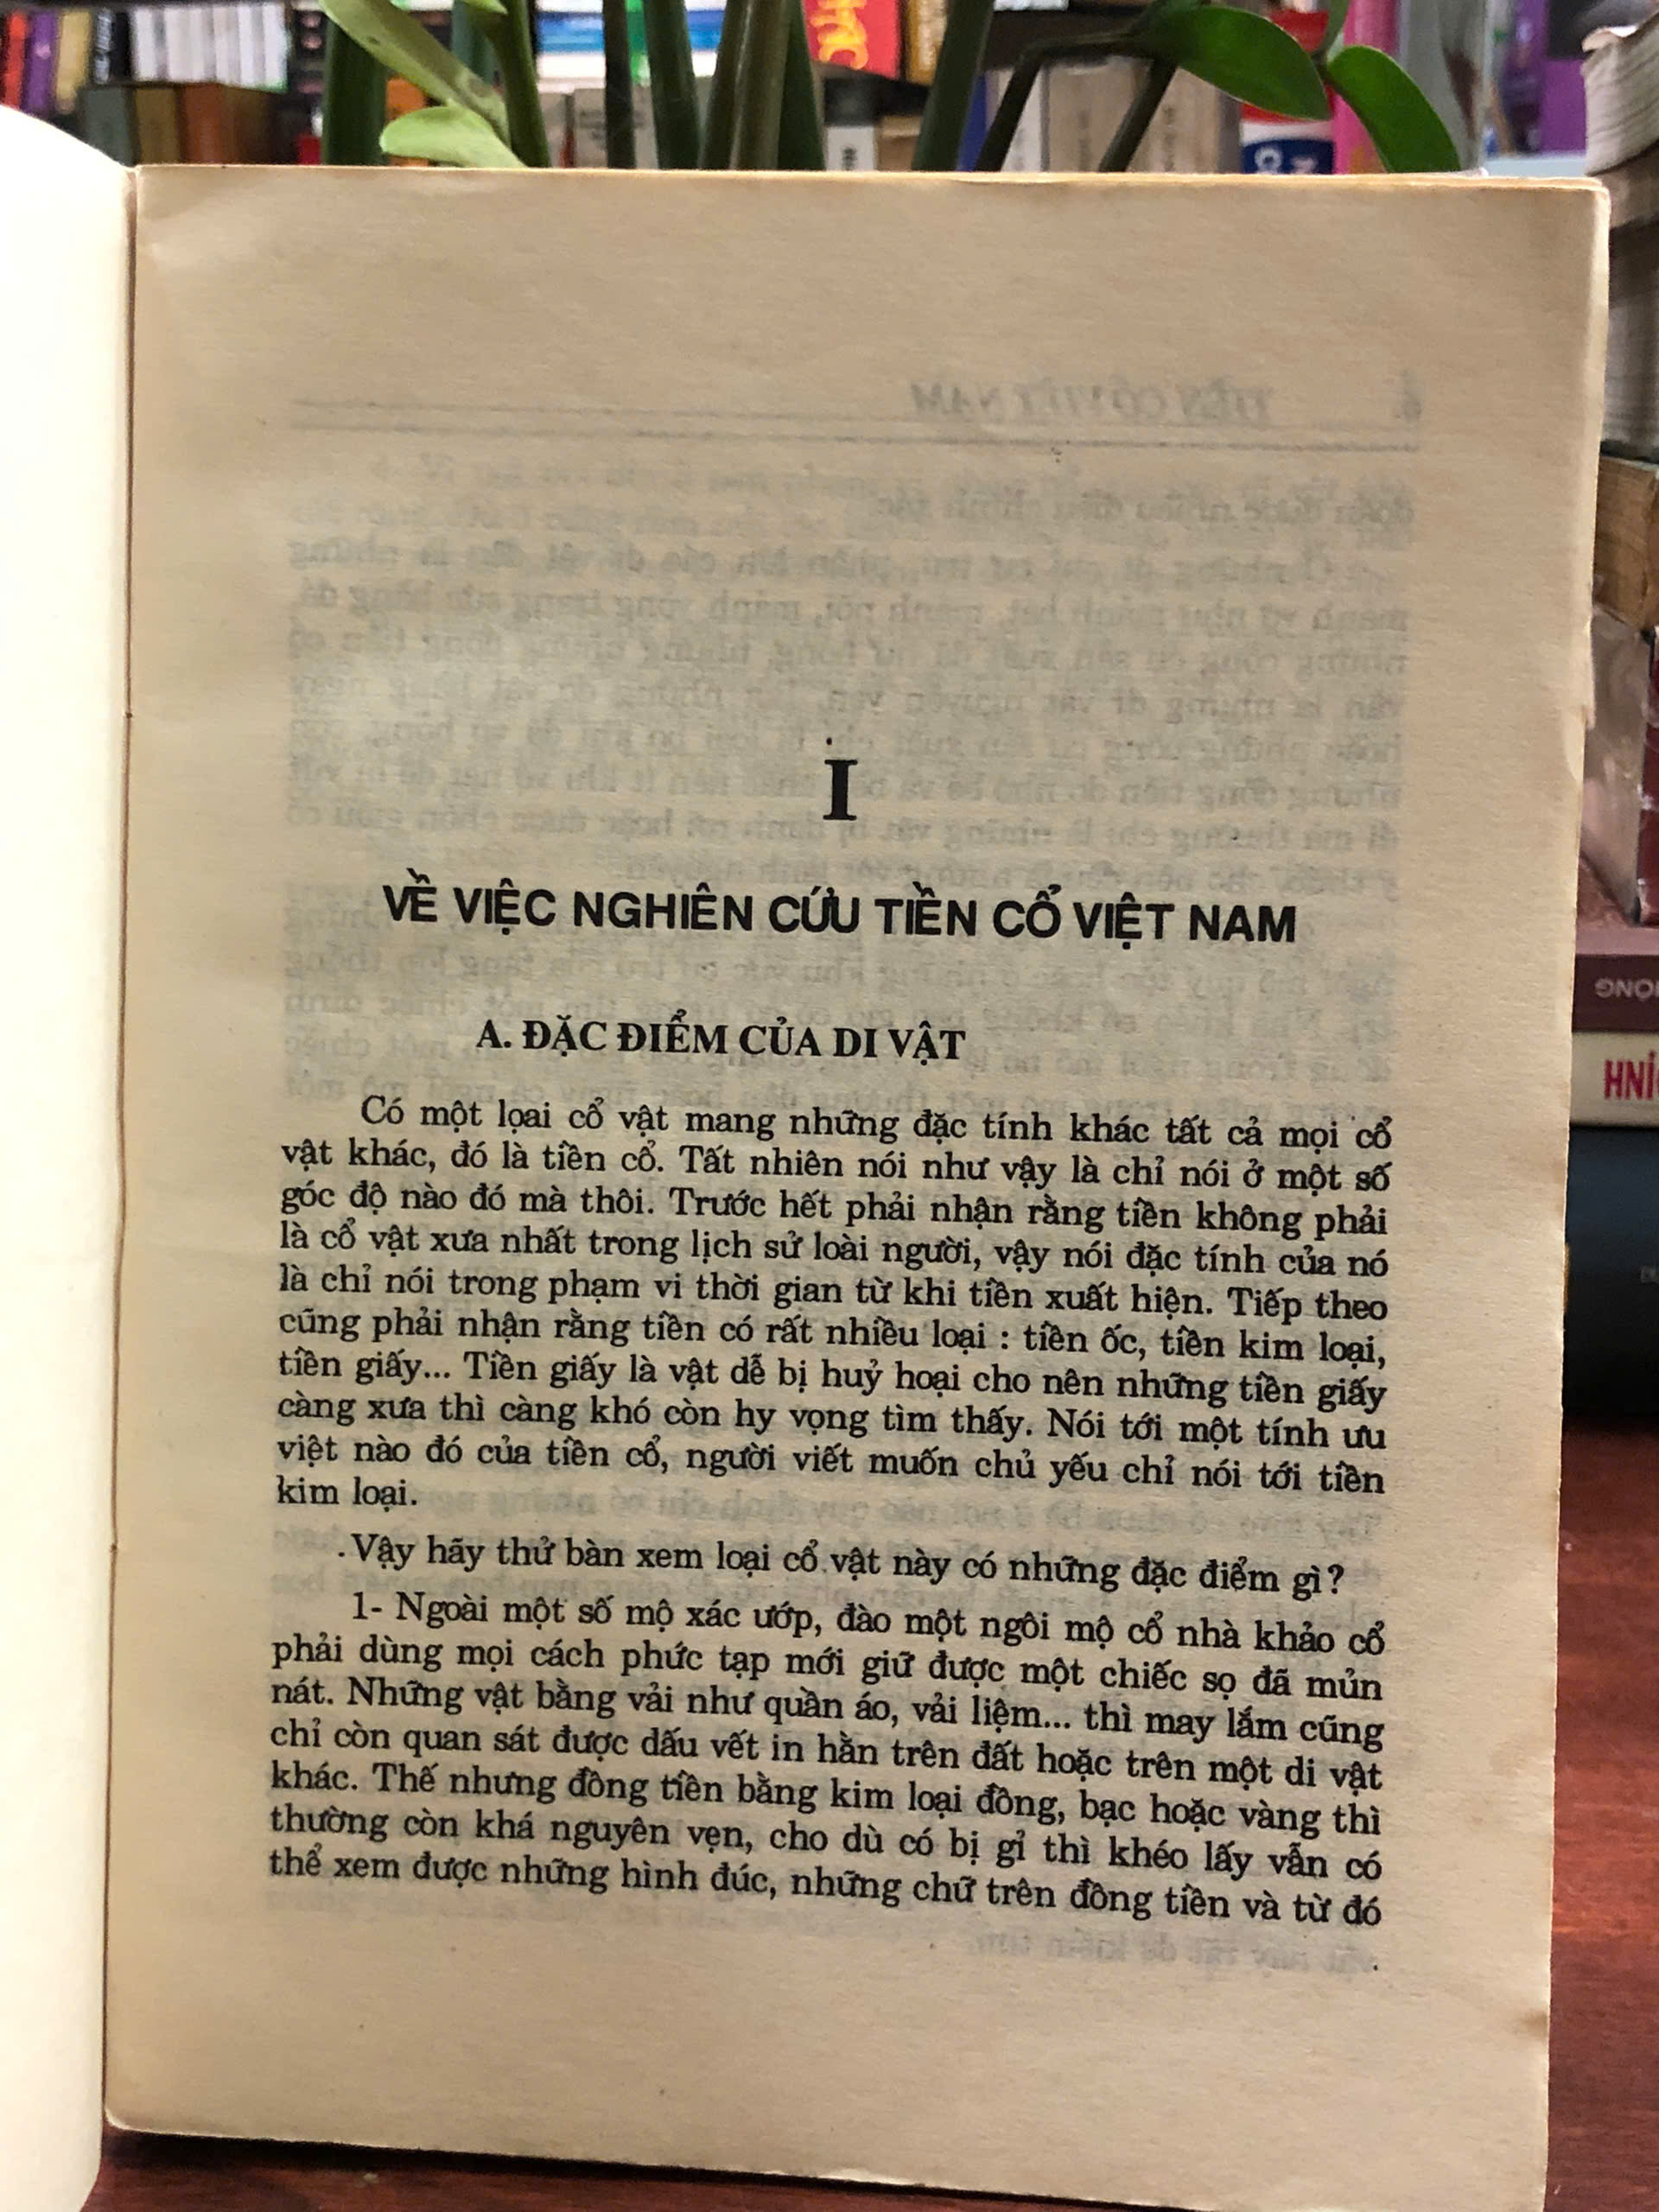 I
VỀ VIỆC NGHIÊN CỨU TIỀN CỔ VIỆT NAM
A. ĐẶC ĐIỂM CỦA DI VẬT
Có một lọai cổ vật mang những đặc tính khác tất cả mọi cổ
vật khác, đó là tiền cổ. Tất nhiên nói như vậy là chỉ nói ở một số
góc độ nào đó mà thôi. Trước hết phải nhận rằng tiền không phải
là cổ vật xưa nhất trong lịch sử loài người, vậy nói đặc tính của nó
là chỉ nói trong phạm vi thời gian từ khi tiền xuất hiện. Tiếp theo
cũng phải nhận rằng tiền có rất nhiều loại : tiền ốc, tiền kim loại,
tiền giấy... Tiền giấy là vật dễ bị huỷ hoại cho nên những tiền giấy
càng xưa thì càng khó còn hy vọng tìm thấy. Nói tới một tính ưu
việt nào đó của tiền cổ, người viết muốn chủ yếu chỉ nói tới tiền
kim loại.
Vậy hãy thử bàn xem loại cổ vật này có những đặc điểm gì?
1- Ngoài một số mộ xác ướp, đào một ngôi mộ cổ nhà khảo cổ
phải dùng mọi cách phức tạp mới giữ được một chiếc sọ đã mủn
nát. Những vật bằng vải như quần áo, vải liệm... thì may lắm cũng
chỉ còn quan sát được dấu vết in hằn trên đất hoặc trên một di vật
khác. Thế nhưng đồng tiền bằng kim loại đồng, bạc hoặc vàng thì
thường còn khá nguyên vẹn, cho dù có bị gỉ thì khéo lấy vẫn có
thể xem được những hình đúc, những chữ trên đồng tiền và từ đó